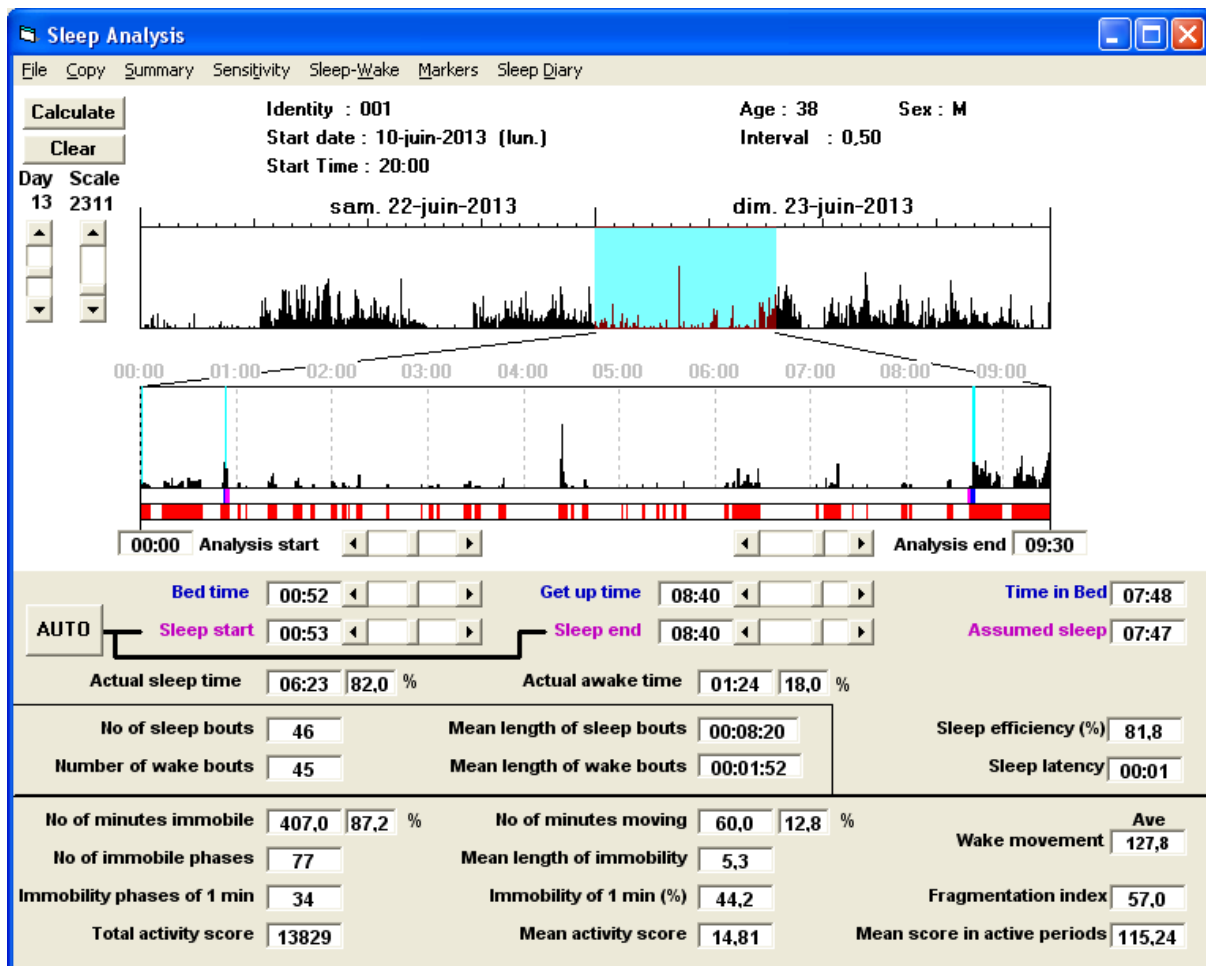 Sleep Analysis
File Copy Summary Sensitivity Sleep-Wake Markers Sleep Diary
Calculate Identity : 001 Age : 38 Sex : M
Clear Start date : 10-juin-2013 (lun.) Interval : 0,50
Start Time : 20:00
Day Scale
13 2311
sam. 22-juin-2013 dim. 23-juin-2013
00:00 01:00 02:00 03:00 04:00 05:00 06:00 07:00 08:00 09:00
00:00 Analysis start Analysis end 09:30
Bed time 00:52 Get up time 08:40 Time in Bed 07:48
AUTO Sleep start 00:53 Sleep end 08:40 Assumed sleep 07:47
Actual sleep time 06:23 82,0 % Actual awake time 01:24 18,0 %
No of sleep bouts 46 Mean length of sleep bouts 00:08:20 Sleep efficiency (%) 81,8
Number of wake bouts 45 Mean length of wake bouts 00:01:52 Sleep latency 00:01
No of minutes immobile 407,0 87,2 % No of minutes moving 60,0 12,8 % Ave
Wake movement 127,8
No of immobile phases 77 Mean length of immobility 5,3
Immobility phases of 1 min 34 Immobility of 1 min (%) 44,2 Fragmentation index 57,0
Total activity score 13829 Mean activity score 14,81 Mean score in active periods 115,24